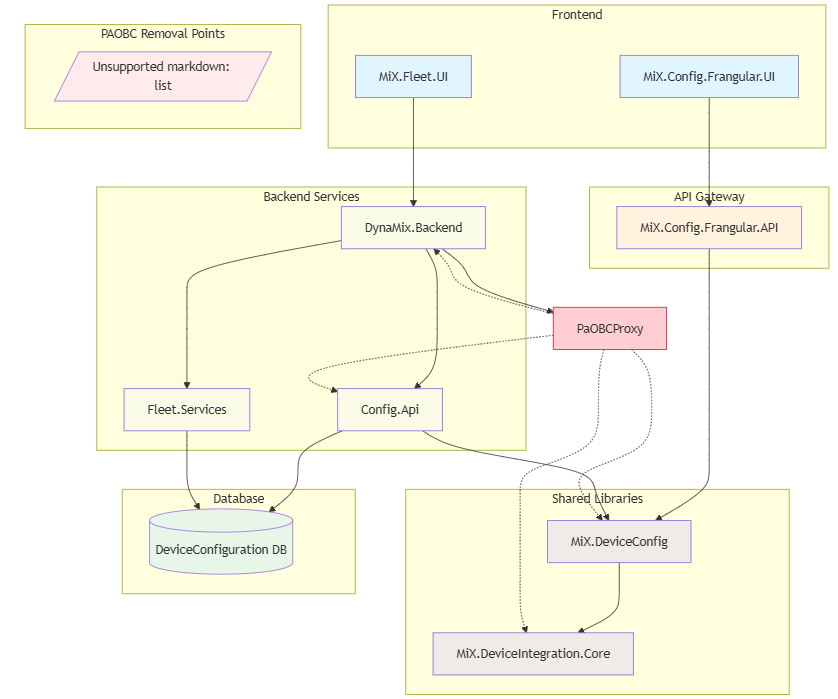 PAOBC Removal Points
Unsupported markdown:
list
Frontend
MiX.Fleet.UI
MiX.Config.Frangular.UI
Backend Services
DynaMix.Backend
API Gateway
MiX.Config.Frangular.API
PaOBCProxy
Fleet.Services
Config.Api
Database
DeviceConfiguration DB
Shared Libraries
MiX.DeviceConfig
MiX.DeviceIntegration.Core